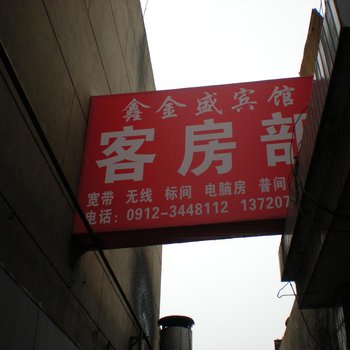 鑫金盛宾馆
客房部
宽带 无线 标间 电脑房 普间
电话：0912-3448112 137207